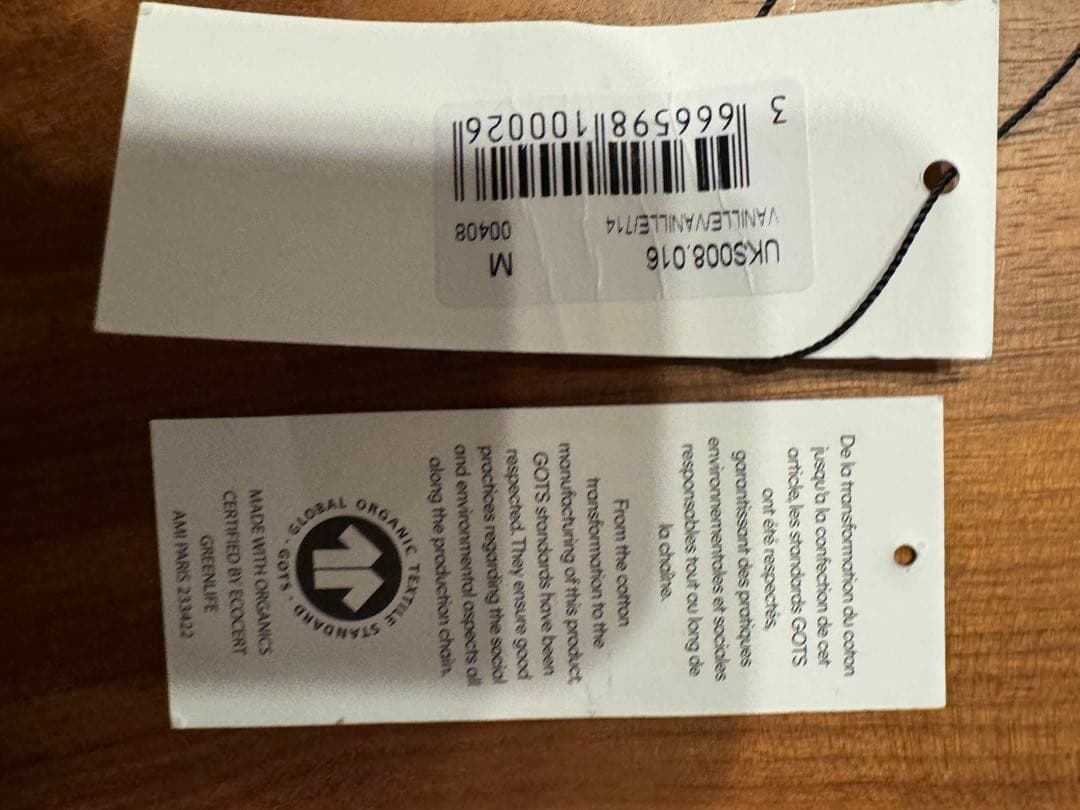 UKS008.016 M
VANILLE/VANILLE/714 00408
3 666598 100026
De la transformation du coton
jusqu'a la confection de cet
article, les standards GOTS
ont été respectés,
garantissant des pratiques
environnementales et sociales
responsables tout au long de
la chaîne.
From the cotton
transformation to the
manufacturing of this product,
GOTS standards have been
respected. They ensure good
practices regarding the social
and environmental aspects all
along the production chain.
GLOBAL ORGANIC TEXTILE STANDARD · GOTS ·
MADE WITH ORGANICS
CERTIFIED BY ECOCERT
GREENLIFE
AMI PARIS 233422